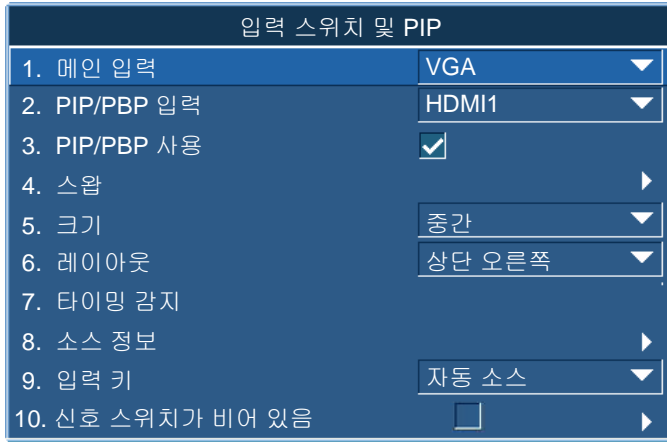 입력 스위치 및 PIP
1. 메인 입력 VGA
2. PIP/PBP 입력 HDMI1
3. PIP/PBP 사용
4. 스왑
5. 크기 중간
6. 레이아웃 상단 오른쪽
7. 타이밍 감지
8. 소스 정보
9. 입력 키 자동 소스
10. 신호 스위치가 비어 있음